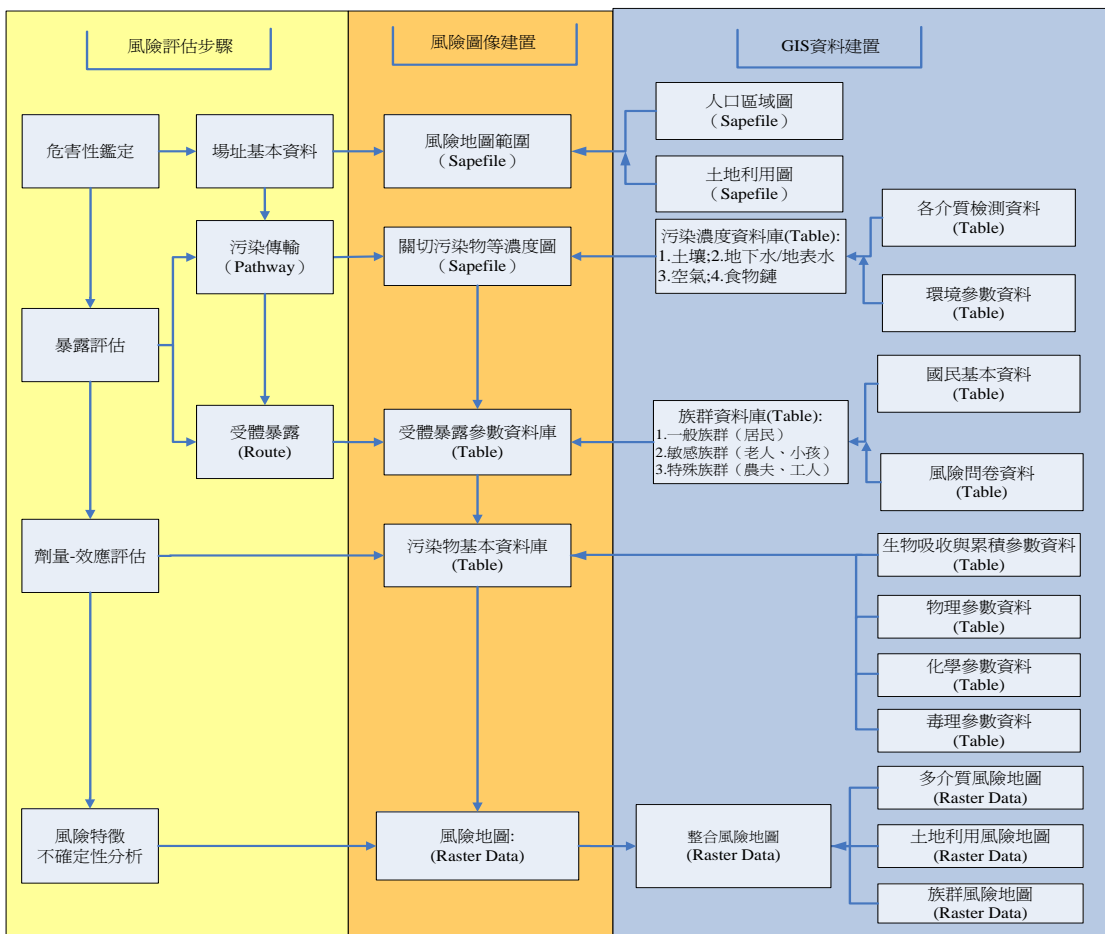 風險評估步驟
風險圖像建置
GIS資料建置
危害性鑑定
場址基本資料
風險地圖範圍
（Sapefile）
人口區域圖
（Sapefile）
土地利用圖
（Sapefile）
污染傳輸
（Pathway）
關切污染物等濃度圖
（Sapefile）
污染濃度資料庫(Table):
1.土壤;2.地下水/地表水
3.空氣;4.食物鏈
各介質檢測資料
(Table)
環境參數資料
(Table)
暴露評估
受體暴露
(Route)
受體暴露參數資料庫
(Table)
族群資料庫(Table):
1.一般族群（居民）
2.敏感族群（老人、小孩）
3.特殊族群（農夫、工人）
國民基本資料
(Table)
風險問卷資料
(Table)
劑量-效應評估
污染物基本資料庫
(Table)
生物吸收與累積參數資料
(Table)
物理參數資料
(Table)
化學參數資料
(Table)
毒理參數資料
(Table)
風險特徵
不確定性分析
風險地圖:
(Raster Data)
整合風險地圖
(Raster Data)
多介質風險地圖
(Raster Data)
土地利用風險地圖
(Raster Data)
族群風險地圖
(Raster Data)